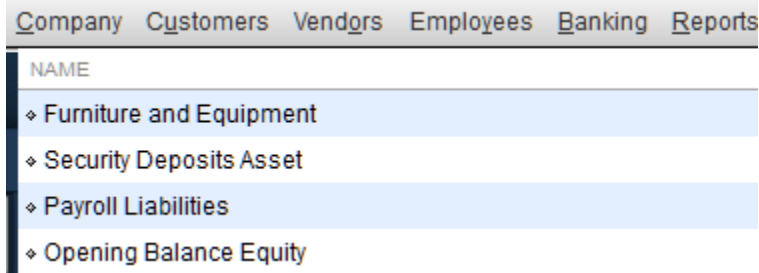 Company Customers Vendors Employees Banking Reports
NAME
Furniture and Equipment
Security Deposits Asset
Payroll Liabilities
Opening Balance Equity